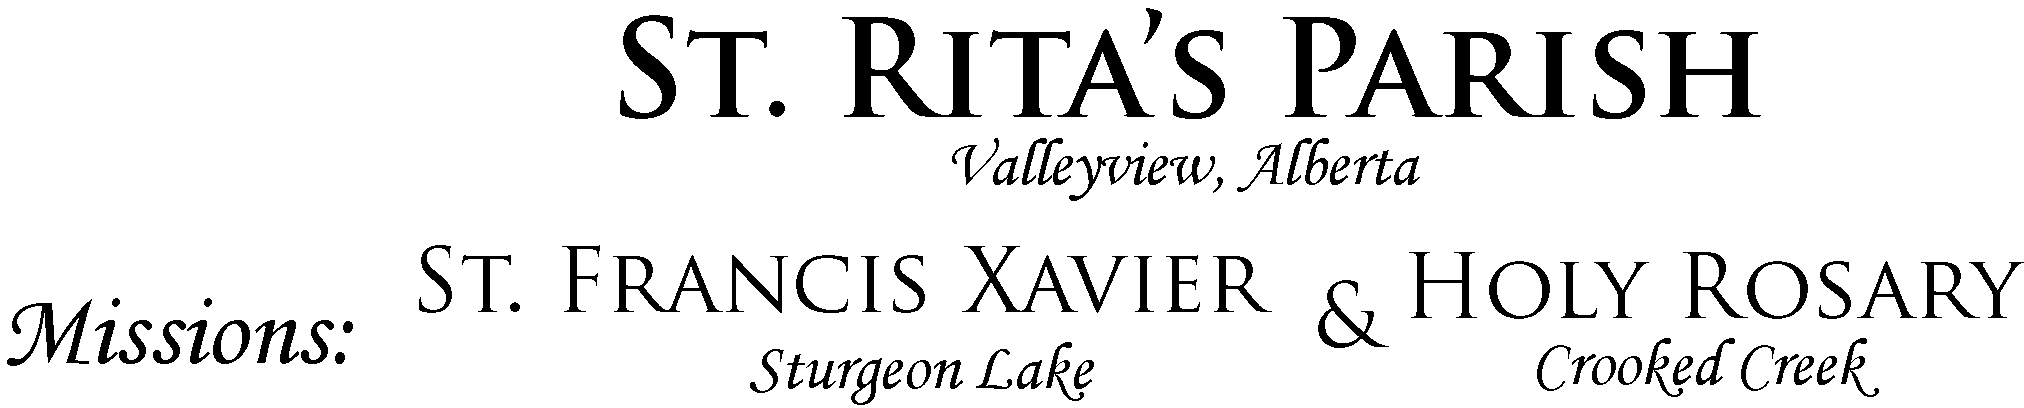 St. Rita's Parish
Valleyview, Alberta
Missions: St. Francis Xavier & Holy Rosary
Sturgeon Lake Crooked Creek